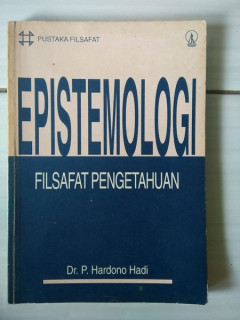 PUSTAKA FILSAFAT
EPISTEMOLOGI
FILSAFAT PENGETAHUAN
Dr. P. Hardono Hadi